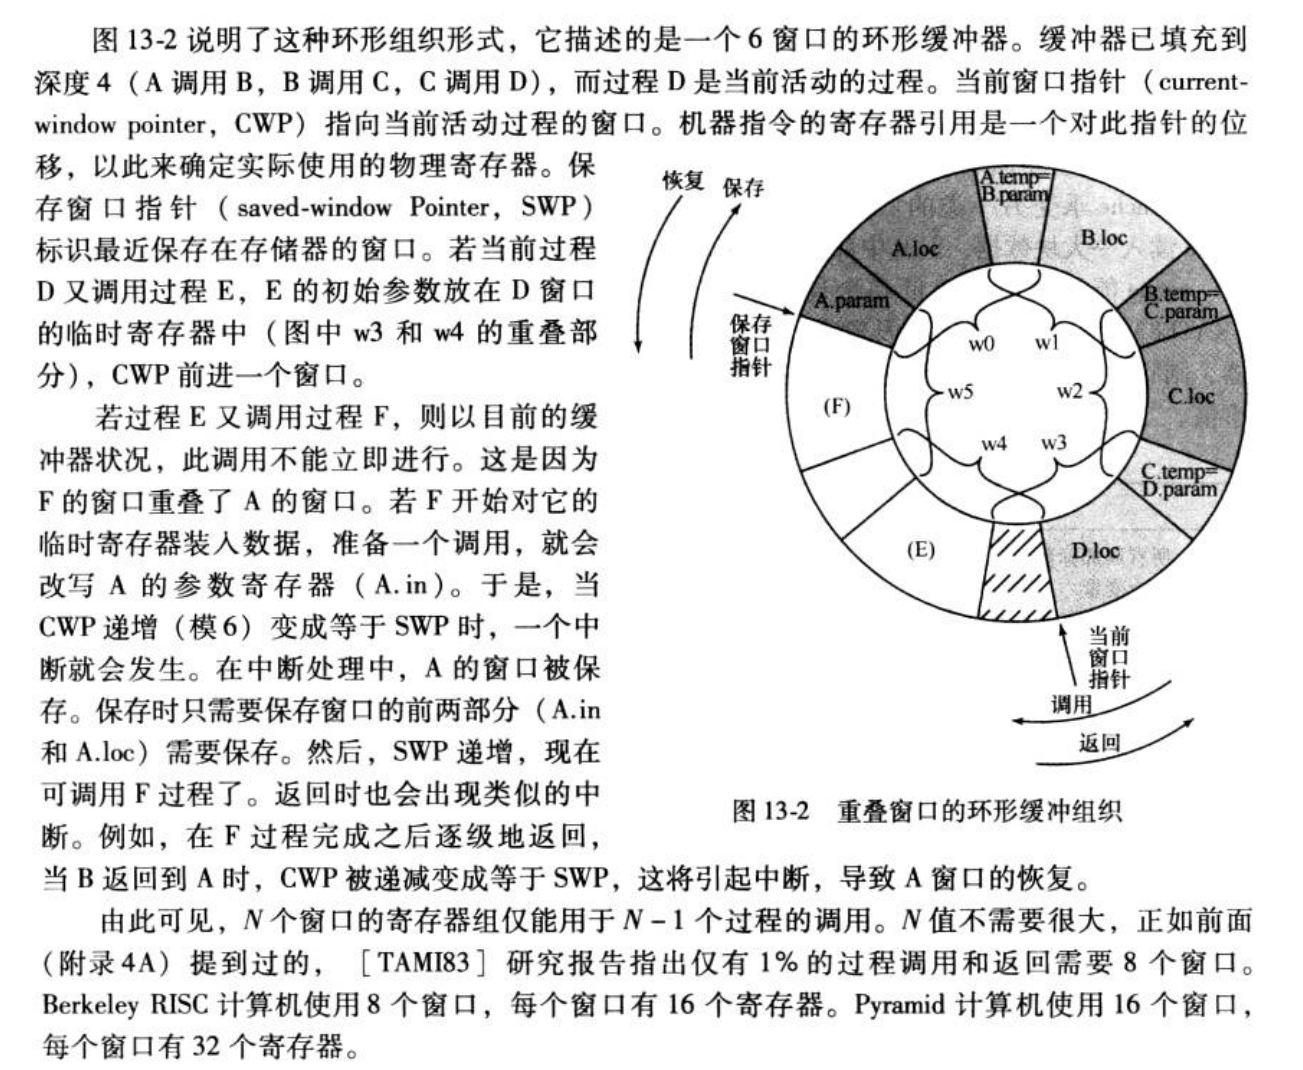 图 13-2 说明了这种环形组织形式，它描述的是一个 6 窗口的环形缓冲器。缓冲器已填充到
深度 4（A 调用 B，B 调用 C，C 调用 D），而过程 D 是当前活动的过程。当前窗口指针（current-
window pointer，CWP）指向当前活动过程的窗口。机器指令的寄存器引用是一个对此指针的位
移，以此来确定实际使用的物理寄存器。保
存窗口指针（saved-window Pointer，SWP）
标识最近保存在存储器的窗口。若当前过程
D 又调用过程 E，E 的初始参数放在 D 窗口
的临时寄存器中（图中 w3 和 w4 的重叠部
分），CWP 前进一个窗口。
若过程 E 又调用过程 F，则以目前的缓
冲器状况，此调用不能立即进行。这是因为
F 的窗口重叠了 A 的窗口。若 F 开始对它的
临时寄存器装入数据，准备一个调用，就会
改写 A 的参数寄存器（A.in）。于是，当
CWP 递增（模 6）变成等于 SWP 时，一个中
断就会发生。在中断处理中，A 的窗口被保
存。保存时只需要保存窗口的前两部分（A.in
和 A.loc）需要保存。然后，SWP 递增，现在
可调用 F 过程了。返回时也会出现类似的中
断。例如，在 F 过程完成之后逐级地返回，
当 B 返回到 A 时，CWP 被递减变成等于 SWP，这将引起中断，导致 A 窗口的恢复。
恢复
保存
A.temp=
B.param
A.loc
B.loc
A.param
B.temp=
C.param
保存
窗口
指针
w0
w1
(F)
w5
w2
C.loc
w4
w3
C.temp=
D.param
(E)
D.loc
当前
窗口
指针
调用
返回
图 13-2 重叠窗口的环形缓冲组织
由此可见，N 个窗口的寄存器组仅能用于 N－1 个过程的调用。N 值不需要很大，正如前面
（附录 4A）提到过的，［TAMI83］研究报告指出仅有 1% 的过程调用和返回需要 8 个窗口。
Berkeley RISC 计算机使用 8 个窗口，每个窗口有 16 个寄存器。Pyramid 计算机使用 16 个窗口，
每个窗口有 32 个寄存器。